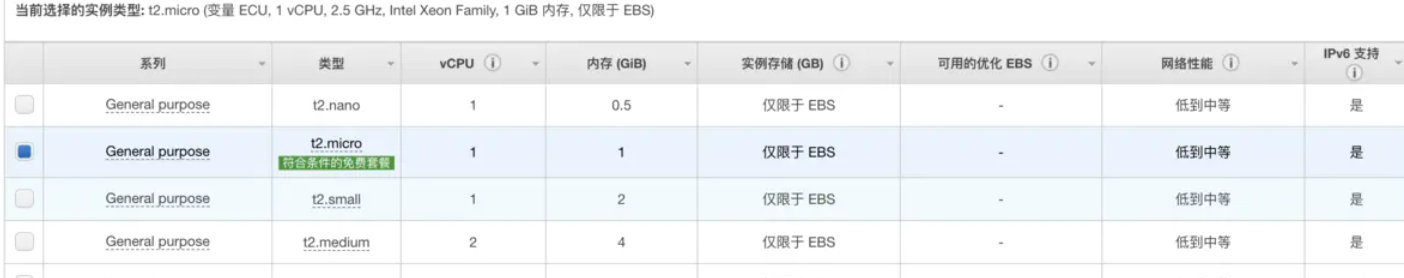 当前选择的实例类型: t2.micro (变量 ECU, 1 vCPU, 2.5 GHz, Intel Xeon Family, 1 GiB 内存, 仅限于 EBS)
系列 类型 vCPU 内存 (GiB) 实例存储 (GB) 可用的优化 EBS 网络性能 IPv6 支持
General purpose t2.nano 1 0.5 仅限于 EBS - 低到中等 是
General purpose t2.micro 符合条件的免费套餐 1 1 仅限于 EBS - 低到中等 是
General purpose t2.small 1 2 仅限于 EBS - 低到中等 是
General purpose t2.medium 2 4 仅限于 EBS - 低到中等 是